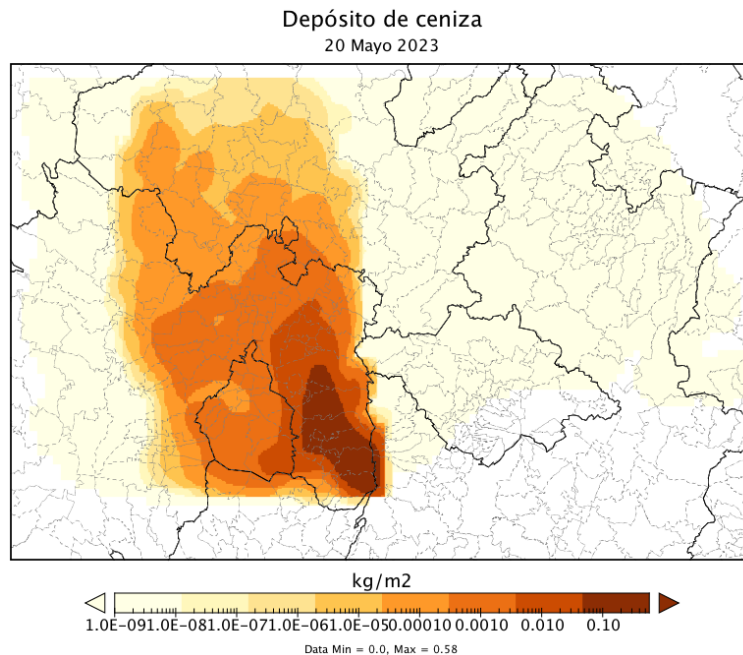 Depósito de ceniza
20 Mayo 2023
kg/m2
1.0E-091.0E-081.0E-071.0E-061.0E-050.00010 0.0010 0.010 0.10
Data Min = 0.0, Max = 0.58